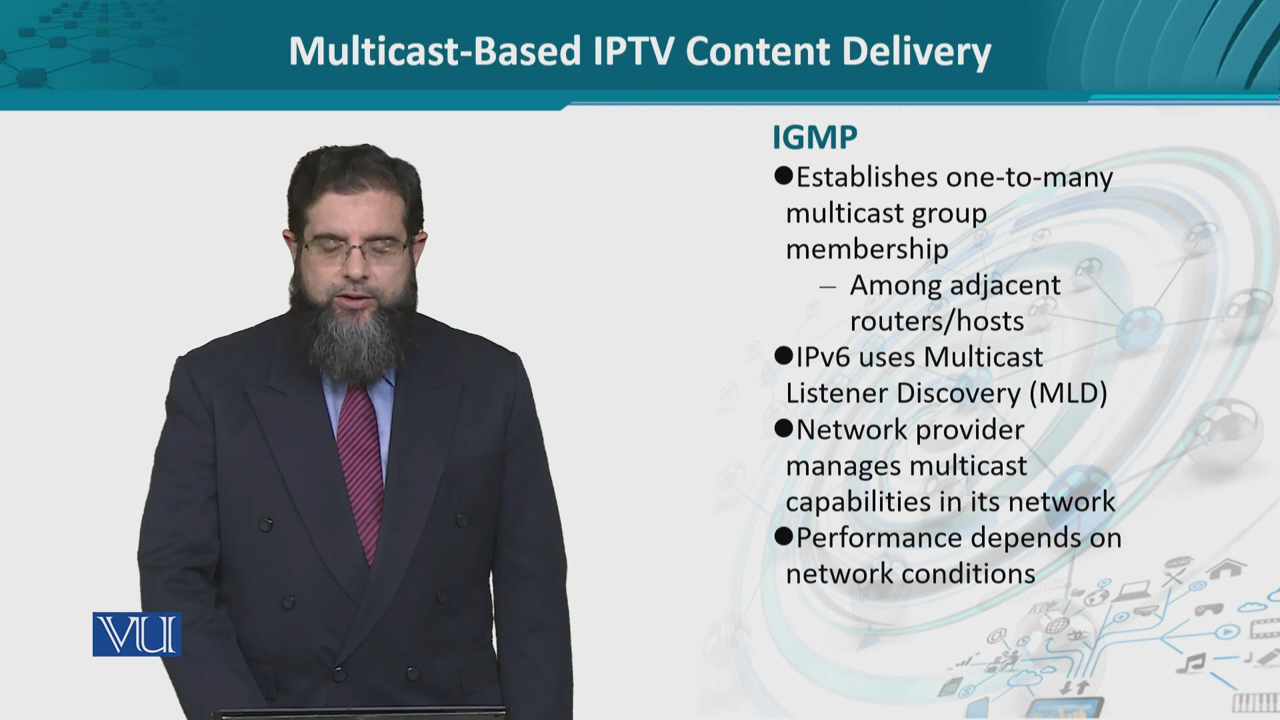 Multicast-Based IPTV Content Delivery
IGMP
●Establishes one-to-many
multicast group
membership
– Among adjacent
routers/hosts
●IPv6 uses Multicast
Listener Discovery (MLD)
●Network provider
manages multicast
capabilities in its network
●Performance depends on
network conditions
VU